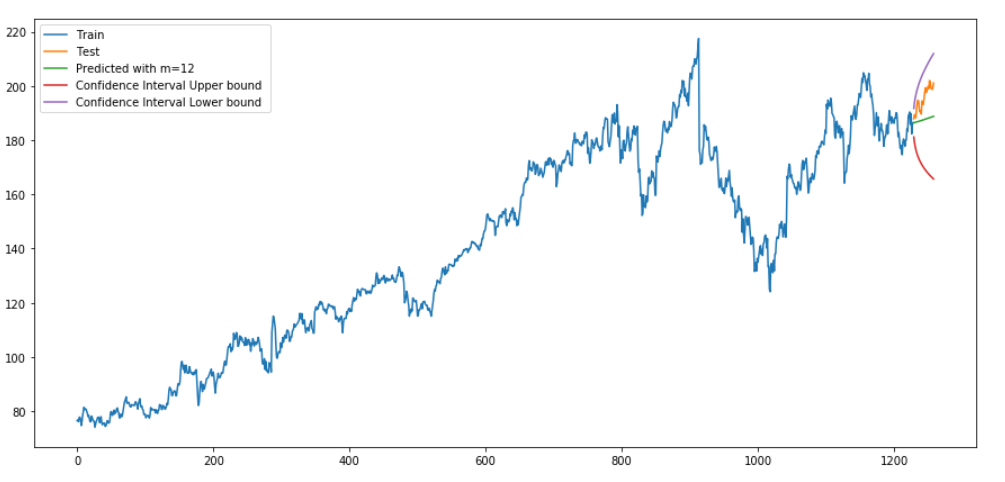 Train
Test
Predicted with m=12
Confidence Interval Upper bound
Confidence Interval Lower bound
220
200
180
160
140
120
100
80
0 200 400 600 800 1000 1200